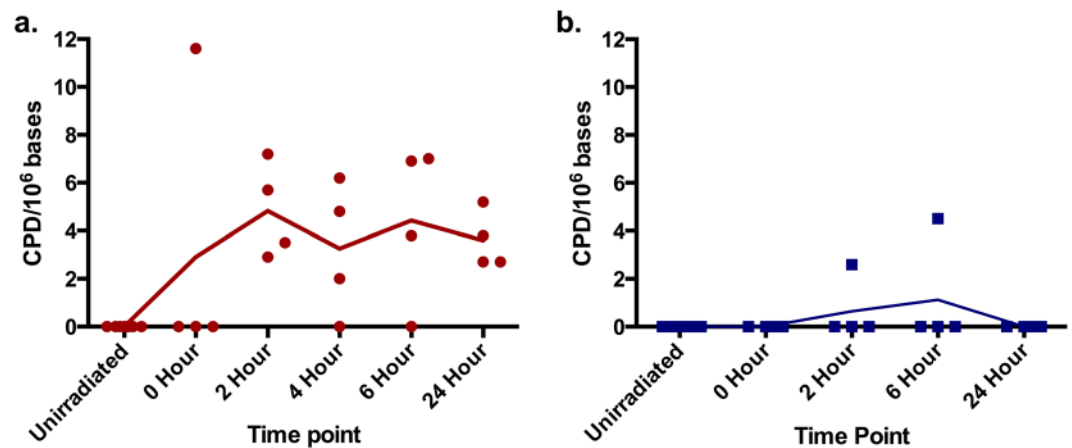 a.
CPD/10⁶ bases
12
10
8
6
4
2
0
Unirradiated
0 Hour
2 Hour
4 Hour
6 Hour
24 Hour
Time point
b.
CPD/10⁶ bases
12
10
8
6
4
2
0
Unirradiated
0 Hour
2 Hour
6 Hour
24 Hour
Time Point